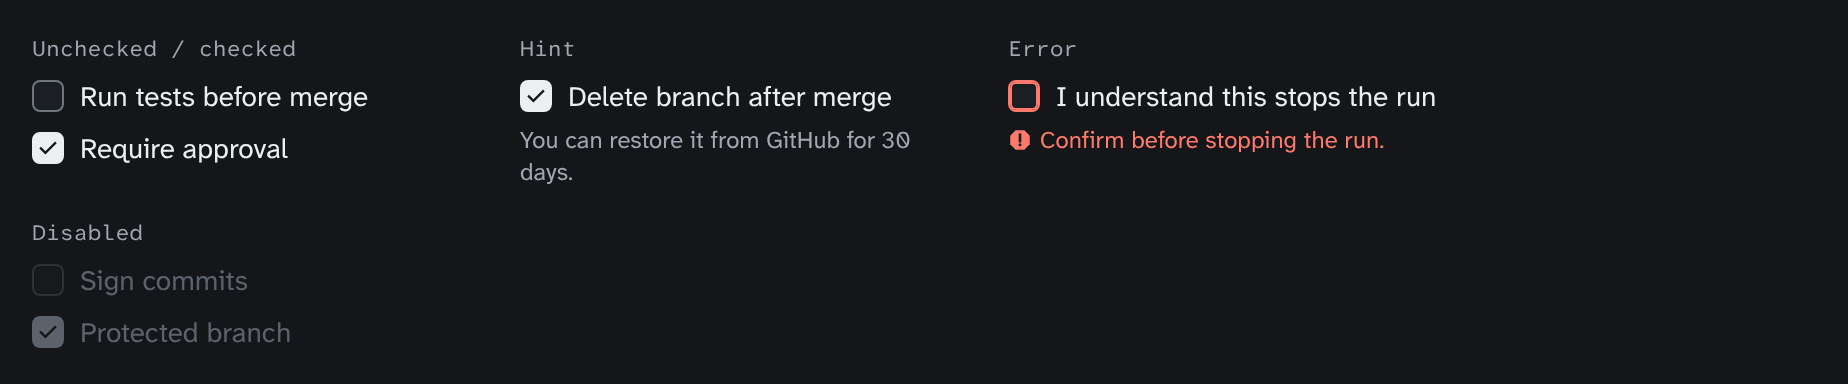 Unchecked / checked
Run tests before merge
Require approval
Hint
Delete branch after merge
You can restore it from GitHub for 30
days.
Error
I understand this stops the run
Confirm before stopping the run.
Disabled
Sign commits
Protected branch